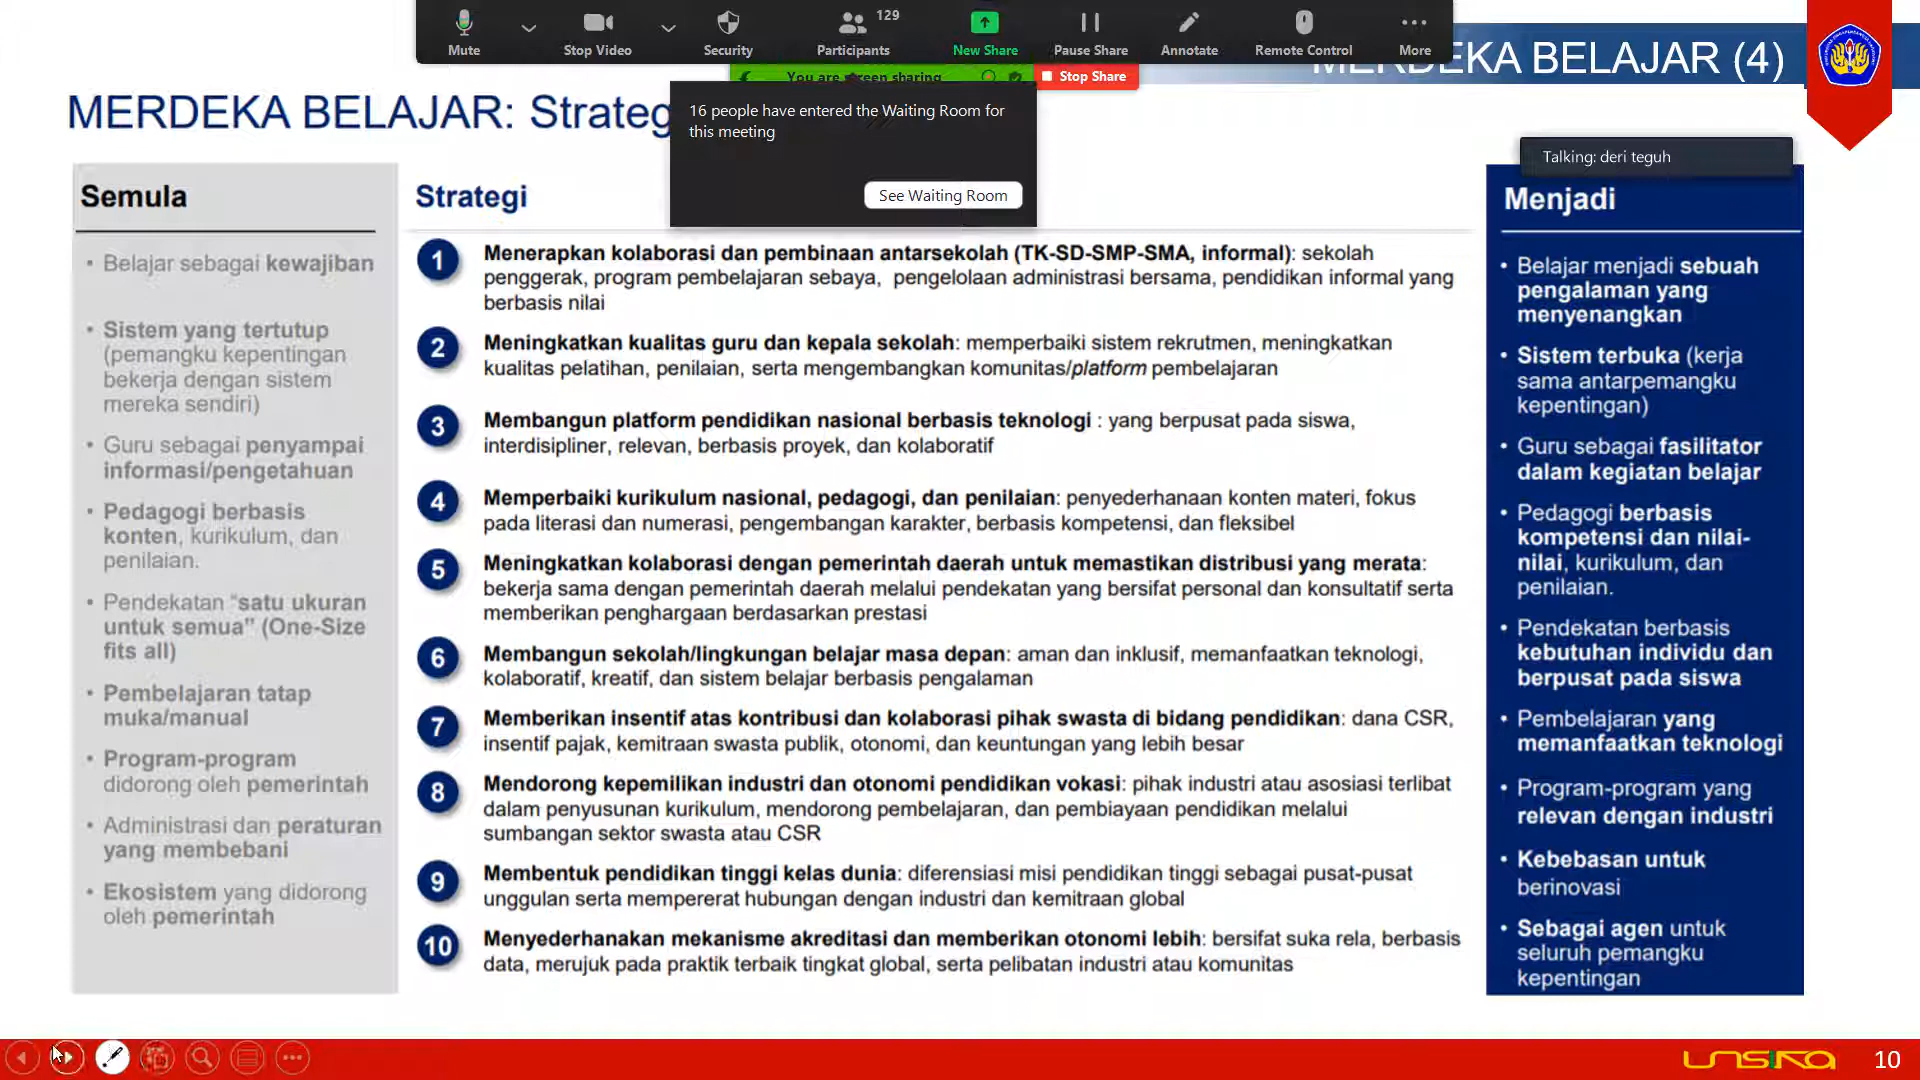 129
Mute
Stop Video
Security
Participants
New Share
Pause Share
Annotate
Remote Control
More
You are screen sharing
Stop Share
16 people have entered the Waiting Room for
this meeting
See Waiting Room
BELAJAR (4)
Talking: deri teguh
MERDEKA BELAJAR: Strateg
Semula
• Belajar sebagai kewajiban
• Sistem yang tertutup
(pemangku kepentingan
bekerja dengan sistem
mereka sendiri)
• Guru sebagai penyampai
informasi/pengetahuan
• Pedagogi berbasis
konten, kurikulum, dan
penilaian.
• Pendekatan "satu ukuran
untuk semua" (One-Size
fits all)
• Pembelajaran tatap
muka/manual
• Program-program
didorong oleh pemerintah
• Administrasi dan peraturan
yang membebani
• Ekosistem yang didorong
oleh pemerintah
Strategi
1 Menerapkan kolaborasi dan pembinaan antarsekolah (TK-SD-SMP-SMA, informal): sekolah
penggerak, program pembelajaran sebaya, pengelolaan administrasi bersama, pendidikan informal yang
berbasis nilai
2 Meningkatkan kualitas guru dan kepala sekolah: memperbaiki sistem rekrutmen, meningkatkan
kualitas pelatihan, penilaian, serta mengembangkan komunitas/platform pembelajaran
3 Membangun platform pendidikan nasional berbasis teknologi : yang berpusat pada siswa,
interdisipliner, relevan, berbasis proyek, dan kolaboratif
4 Memperbaiki kurikulum nasional, pedagogi, dan penilaian: penyederhanaan konten materi, fokus
pada literasi dan numerasi, pengembangan karakter, berbasis kompetensi, dan fleksibel
5 Meningkatkan kolaborasi dengan pemerintah daerah untuk memastikan distribusi yang merata:
bekerja sama dengan pemerintah daerah melalui pendekatan yang bersifat personal dan konsultatif serta
memberikan penghargaan berdasarkan prestasi
6 Membangun sekolah/lingkungan belajar masa depan: aman dan inklusif, memanfaatkan teknologi,
kolaboratif, kreatif, dan sistem belajar berbasis pengalaman
7 Memberikan insentif atas kontribusi dan kolaborasi pihak swasta di bidang pendidikan: dana CSR,
insentif pajak, kemitraan swasta publik, otonomi, dan keuntungan yang lebih besar
8 Mendorong kepemilikan industri dan otonomi pendidikan vokasi: pihak industri atau asosiasi terlibat
dalam penyusunan kurikulum, mendorong pembelajaran, dan pembiayaan pendidikan melalui
sumbangan sektor swasta atau CSR
9 Membentuk pendidikan tinggi kelas dunia: diferensiasi misi pendidikan tinggi sebagai pusat-pusat
unggulan serta mempererat hubungan dengan industri dan kemitraan global
10 Menyederhanakan mekanisme akreditasi dan memberikan otonomi lebih: bersifat suka rela, berbasis
data, merujuk pada praktik terbaik tingkat global, serta pelibatan industri atau komunitas
Menjadi
• Belajar menjadi sebuah
pengalaman yang
menyenangkan
• Sistem terbuka (kerja
sama antarpemangku
kepentingan)
• Guru sebagai fasilitator
dalam kegiatan belajar
• Pedagogi berbasis
kompetensi dan nilai-
nilai, kurikulum, dan
penilaian.
• Pendekatan berbasis
kebutuhan individu dan
berpusat pada siswa
• Pembelajaran yang
memanfaatkan teknologi
• Program-program yang
relevan dengan industri
• Kebebasan untuk
berinovasi
• Sebagai agen untuk
seluruh pemangku
kepentingan
unsika
10